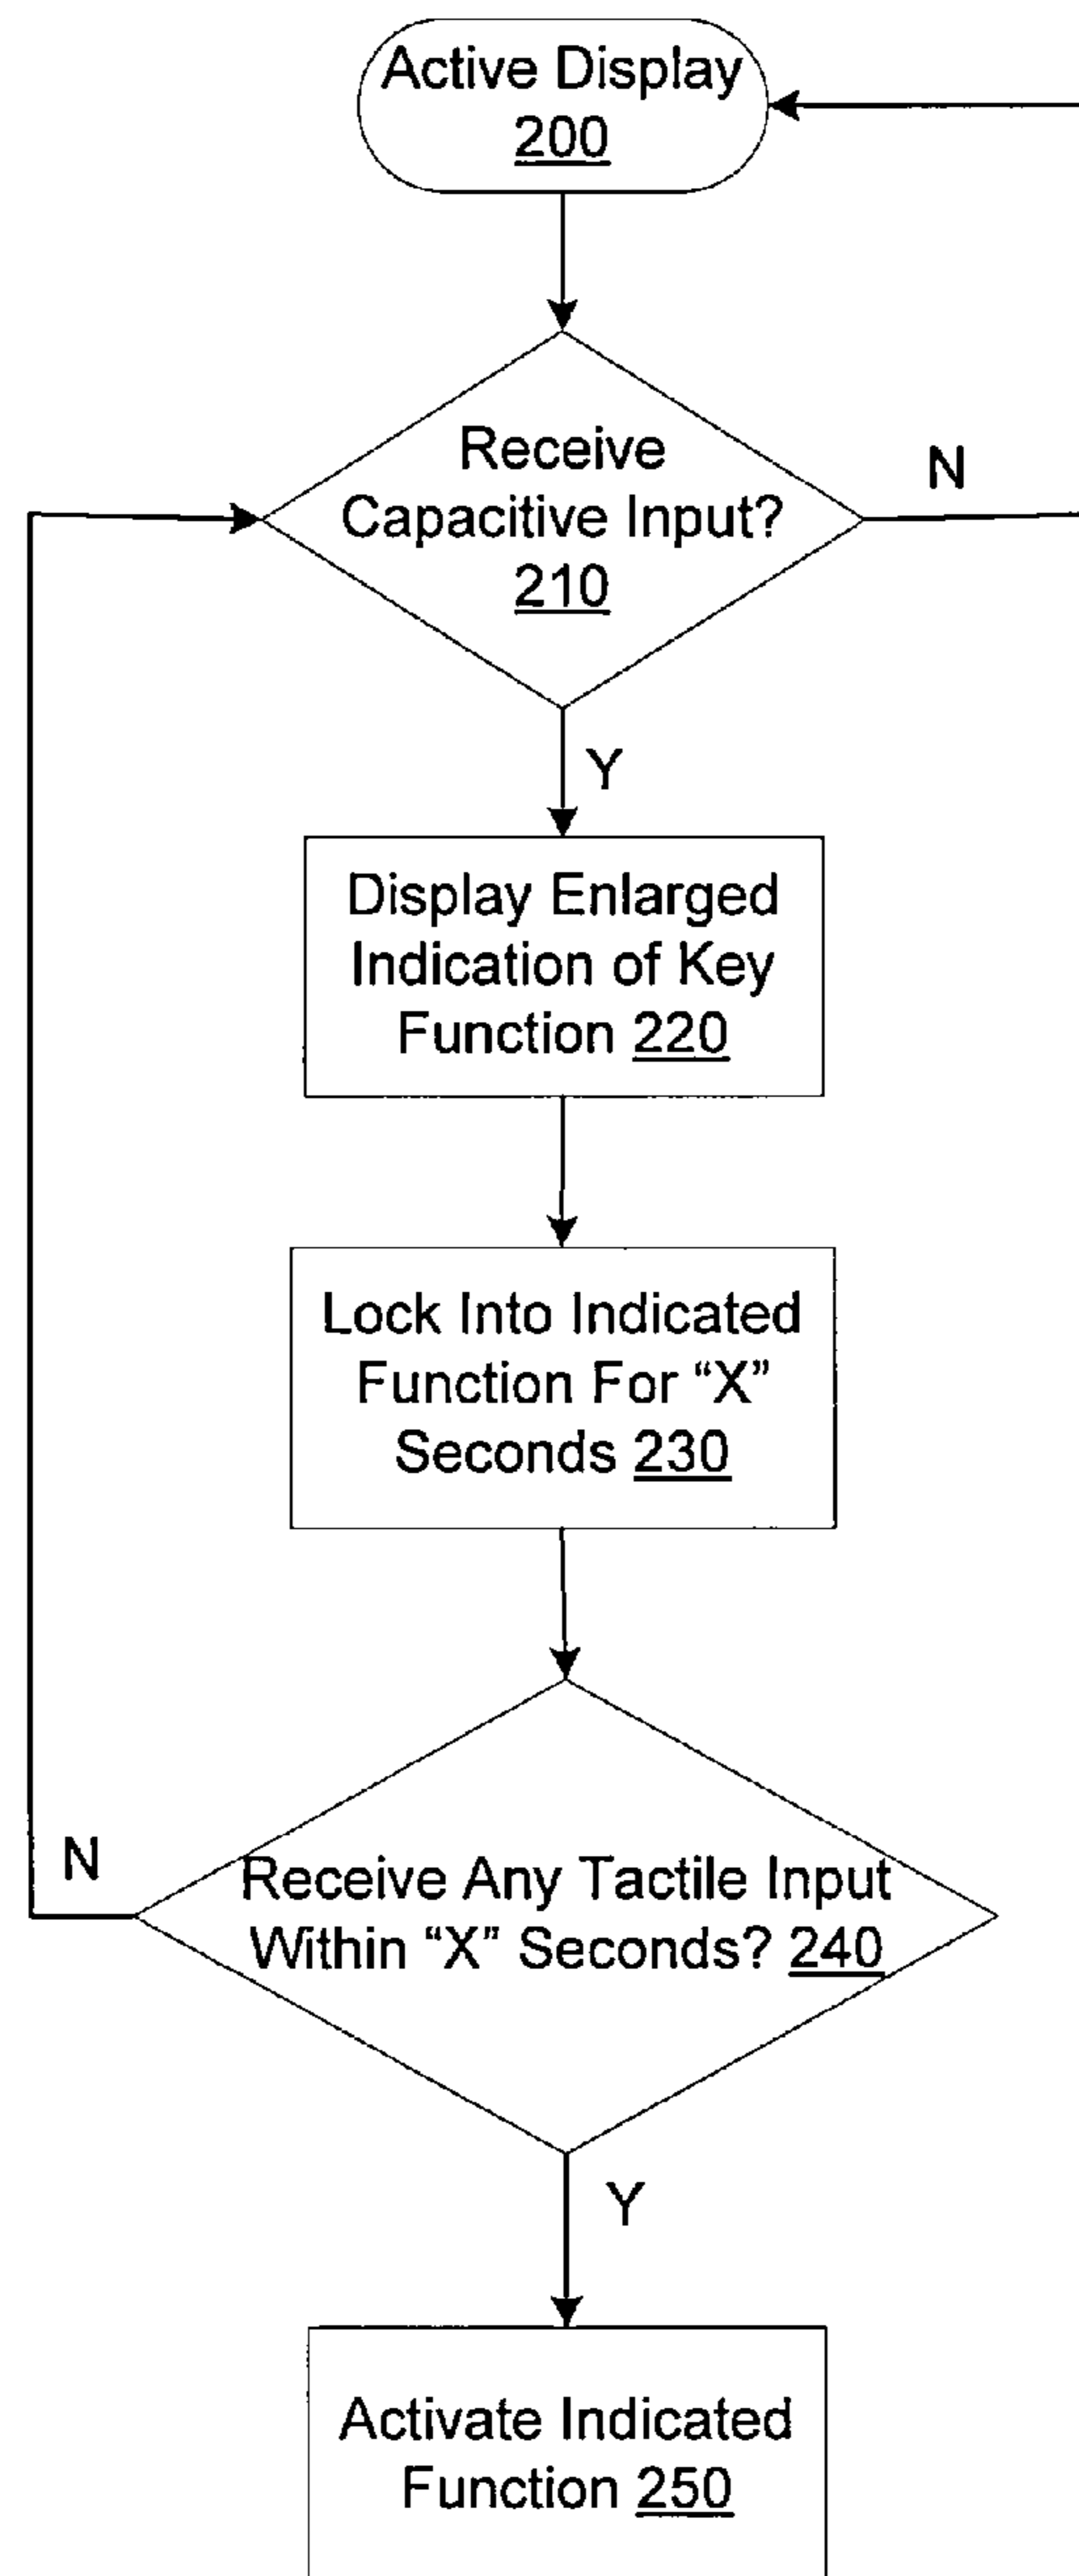 Active Display
200
Receive
Capacitive Input?
210
N
Y
Display Enlarged
Indication of Key
Function 220
Lock Into Indicated
Function For “X”
Seconds 230
N
Receive Any Tactile Input
Within “X” Seconds? 240
Y
Activate Indicated
Function 250